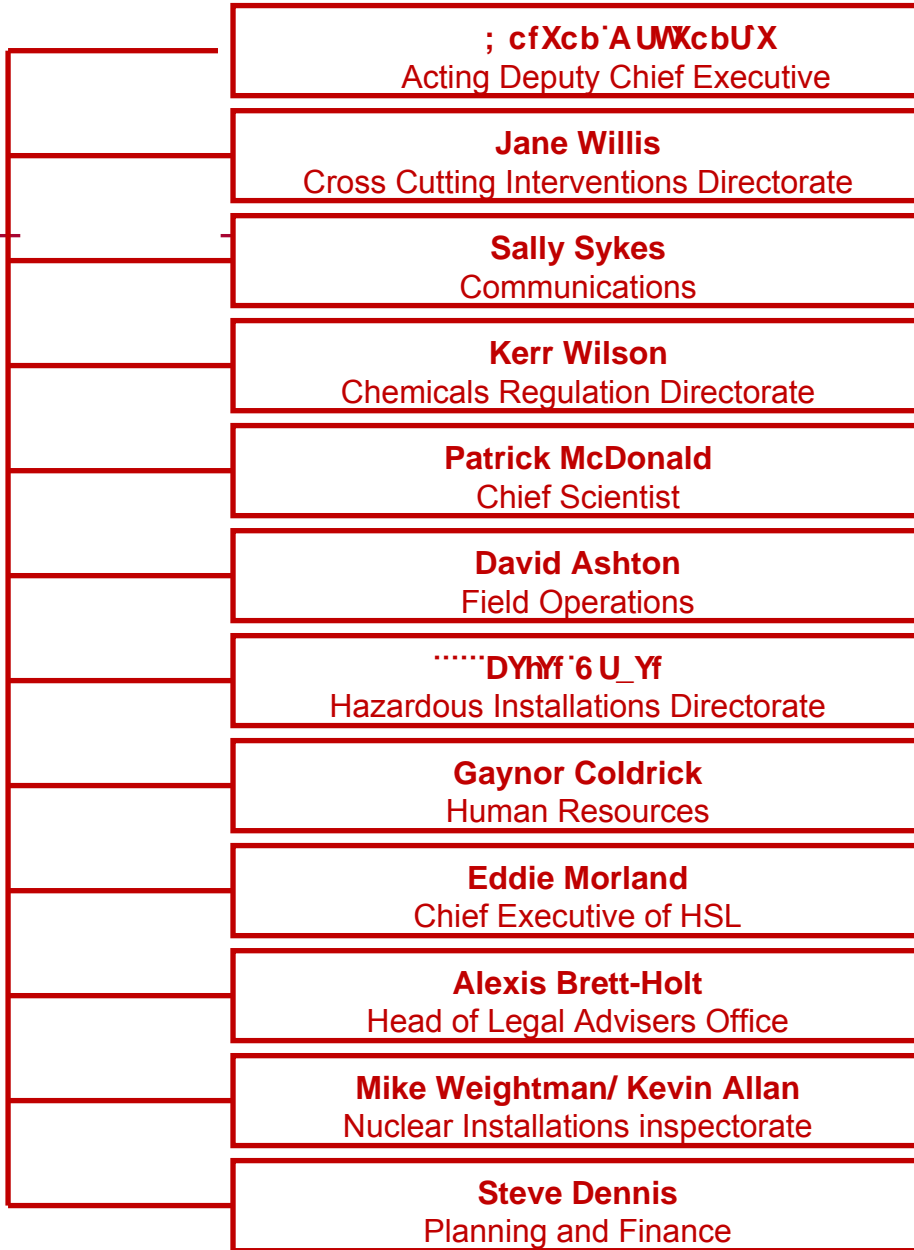 Acting Deputy Chief Executive
Jane Willis
Cross Cutting Interventions Directorate
Sally Sykes
Communications
Kerr Wilson
Chemicals Regulation Directorate
Patrick McDonald
Chief Scientist
David Ashton
Field Operations
Hazardous Installations Directorate
Gaynor Coldrick
Human Resources
Eddie Morland
Chief Executive of HSL
Alexis Brett-Holt
Head of Legal Advisers Office
Mike Weightman/ Kevin Allan
Nuclear Installations inspectorate
Steve Dennis
Planning and Finance